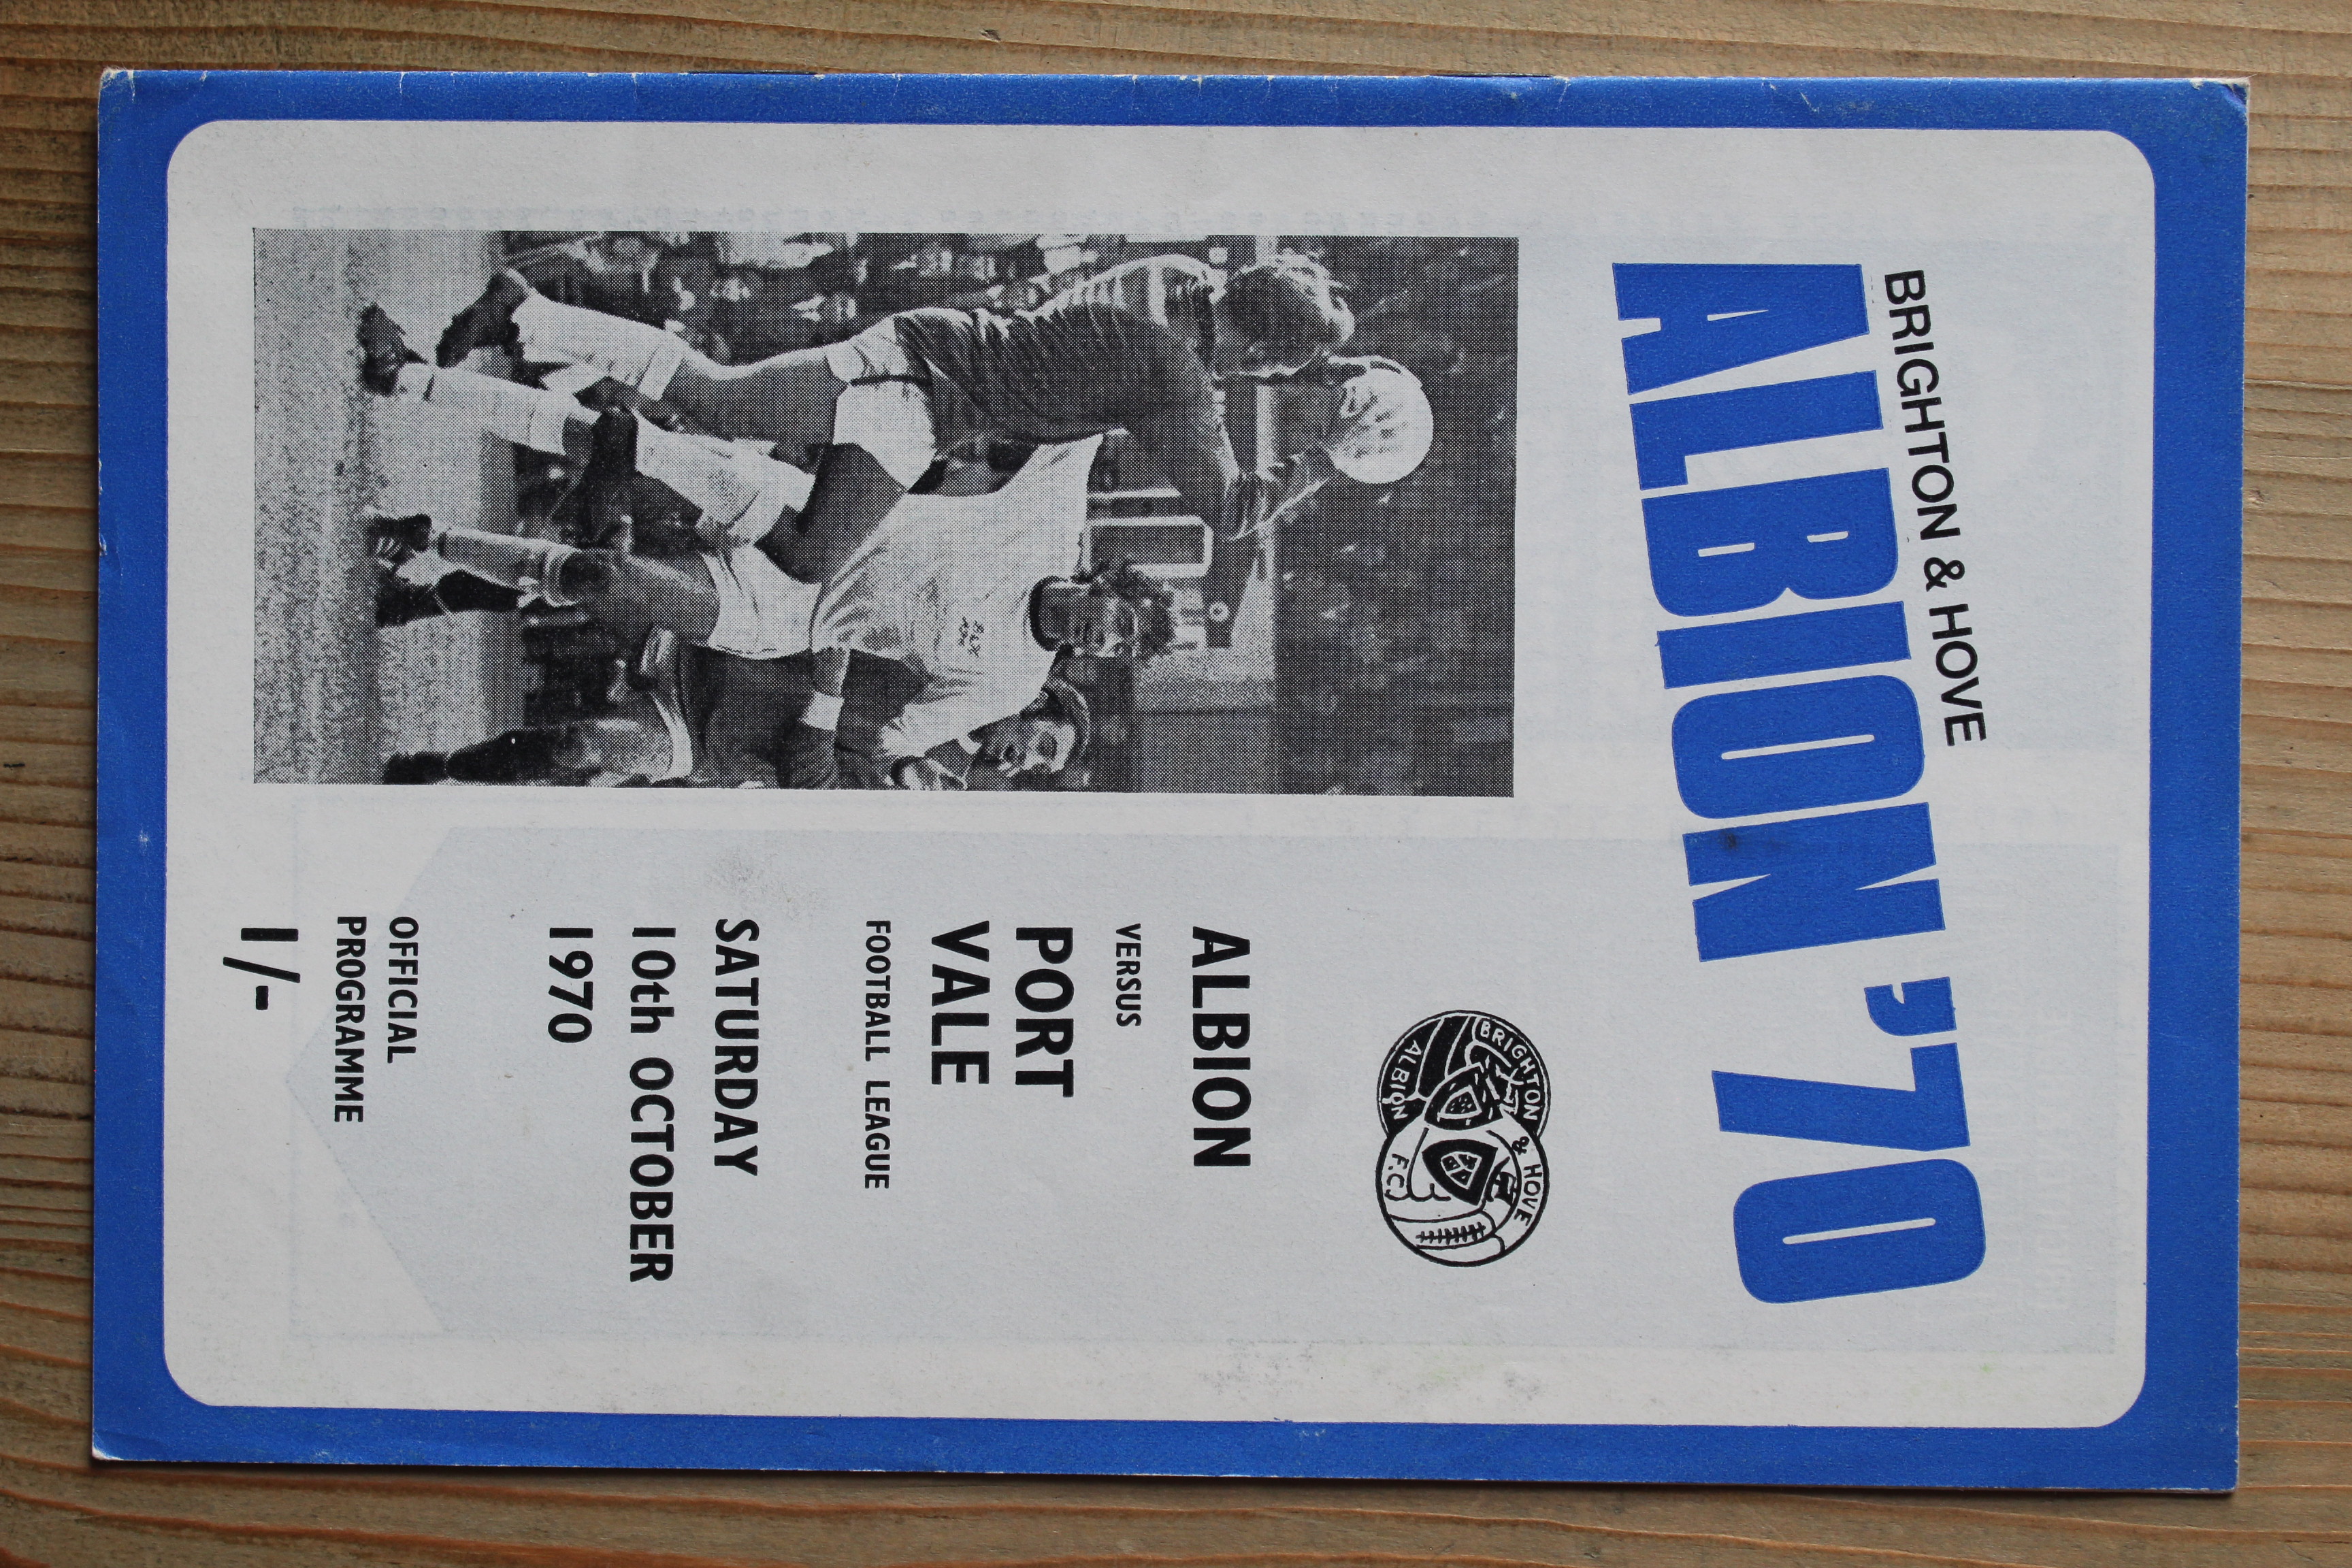 BRIGHTON & HOVE
ALBION '70
BRIGHTON & HOVE
ALBION F.C.
ALBION
VERSUS
PORT
VALE
FOOTBALL LEAGUE
SATURDAY
10th OCTOBER
1970
OFFICIAL
PROGRAMME
1/-